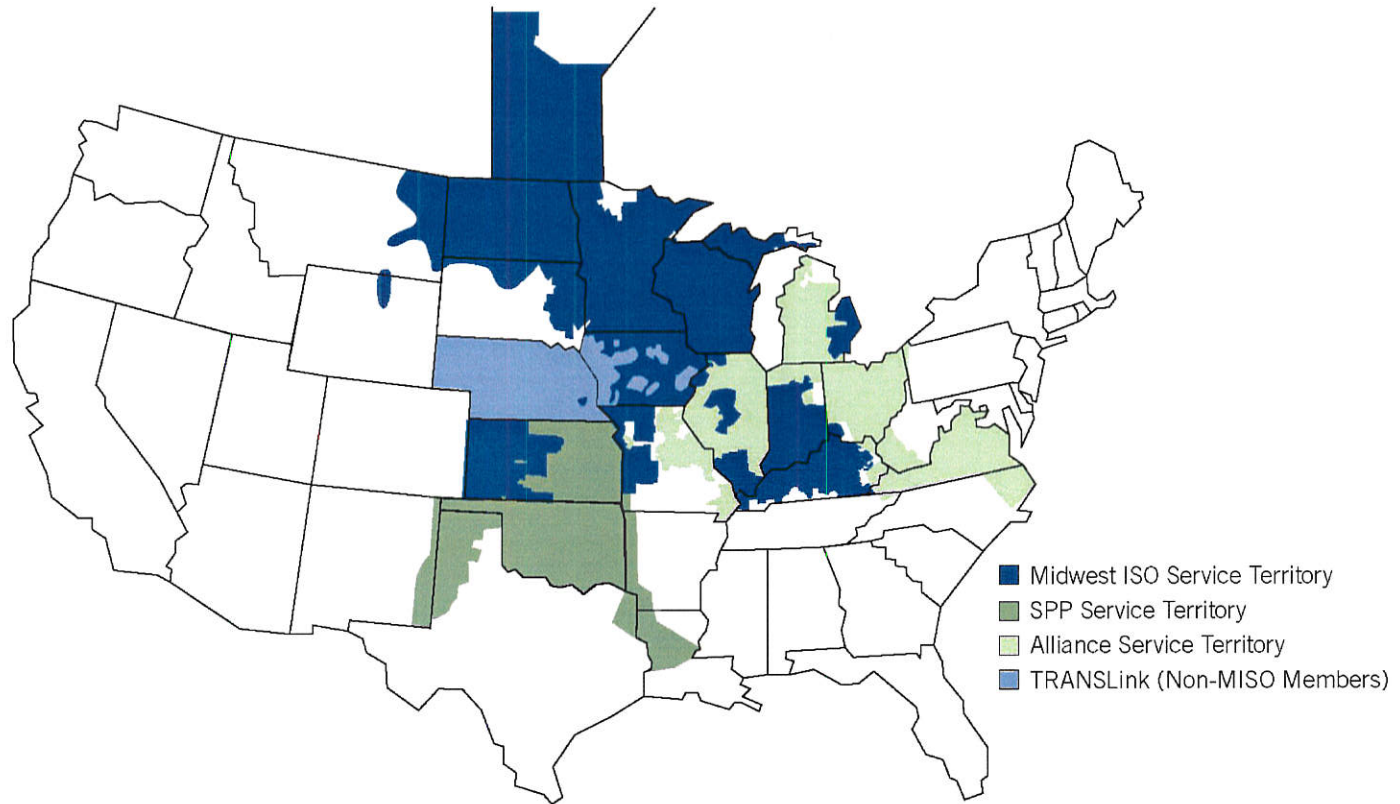 Midwest ISO Service Territory
SPP Service Territory
Alliance Service Territory
TRANSLink (Non-MISO Members)